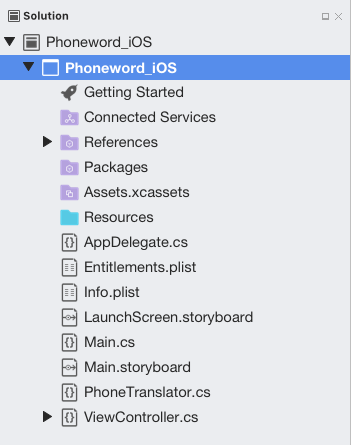 Solution
Phoneword_iOS
Phoneword_iOS
Getting Started
Connected Services
References
Packages
Assets.xcassets
Resources
AppDelegate.cs
Entitlements.plist
Info.plist
LaunchScreen.storyboard
Main.cs
Main.storyboard
PhoneTranslator.cs
ViewController.cs